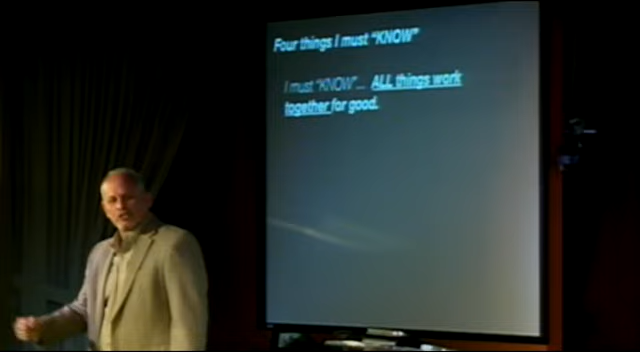 Four things I must "KNOW"
I must "KNOW"... ALL things work
together for good.